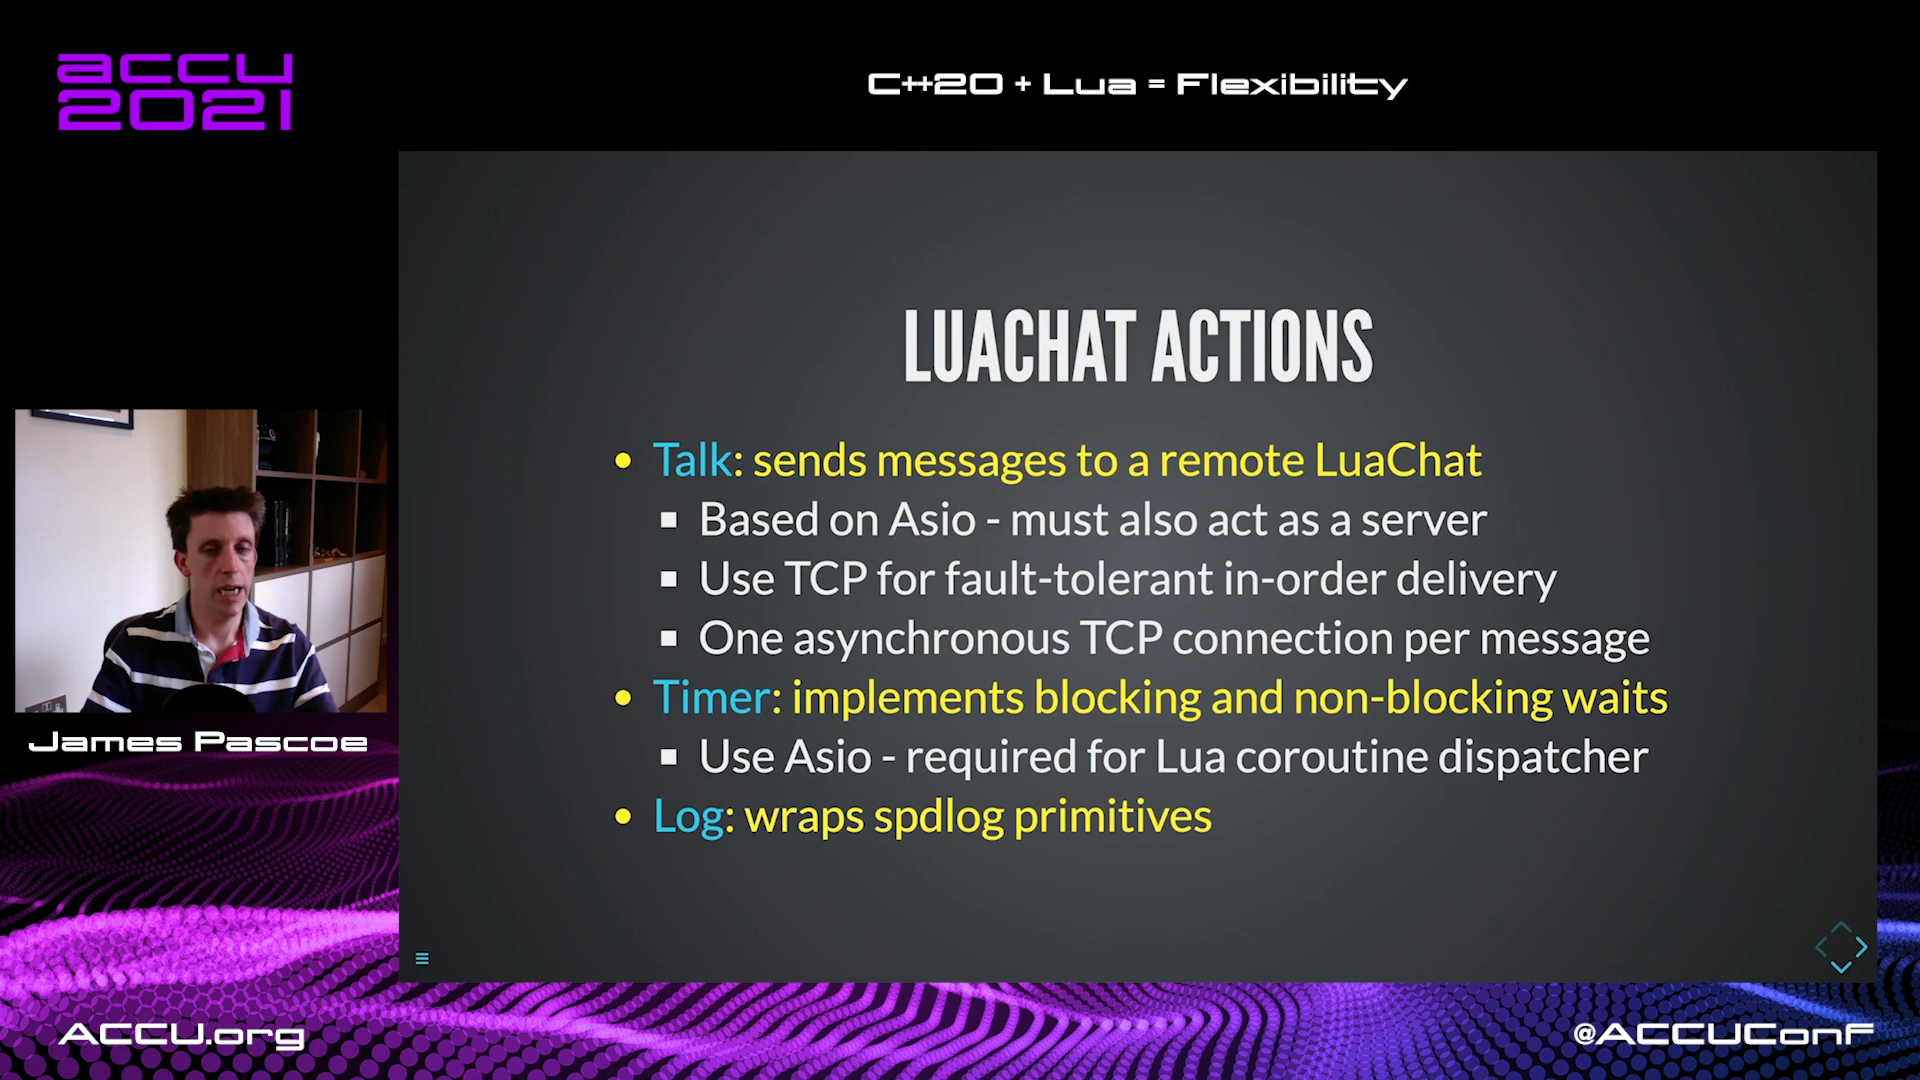 accu
2021
C++20 + Lua = Flexibility
LUACHAT ACTIONS
• Talk: sends messages to a remote LuaChat
▪ Based on Asio - must also act as a server
▪ Use TCP for fault-tolerant in-order delivery
▪ One asynchronous TCP connection per message
• Timer: implements blocking and non-blocking waits
▪ Use Asio - required for Lua coroutine dispatcher
• Log: wraps spdlog primitives
James Pascoe
ACCU.org
@ACCUConf